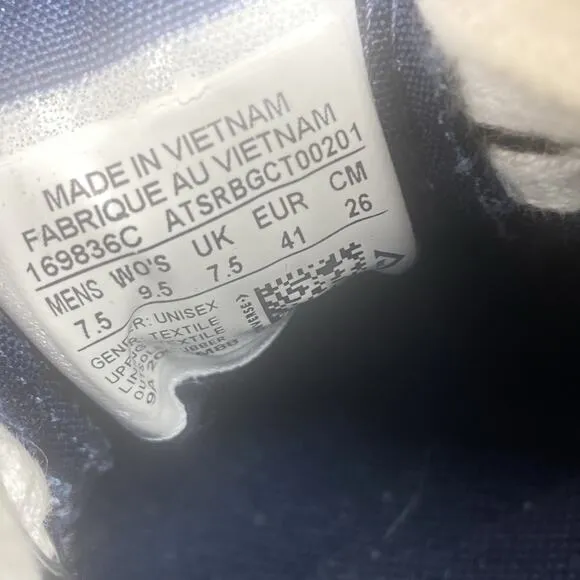 MADE IN VIETNAM
FABRIQUE AU VIETNAM
169836C ATSRBGCT00201
MENS WO'S UK EUR CM
7.5 9.5 7.5 41 26
UNISEX
TEXTILE
TEXTILE